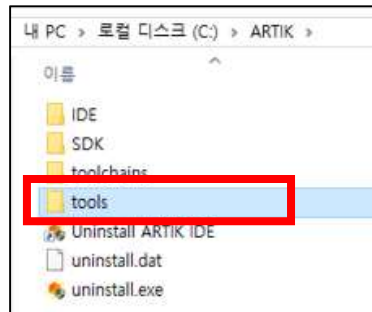 내 PC > 로컬 디스크 (C:) > ARTIK >
이름
IDE
SDK
toolchains
tools
Uninstall ARTIK IDE
uninstall.dat
uninstall.exe